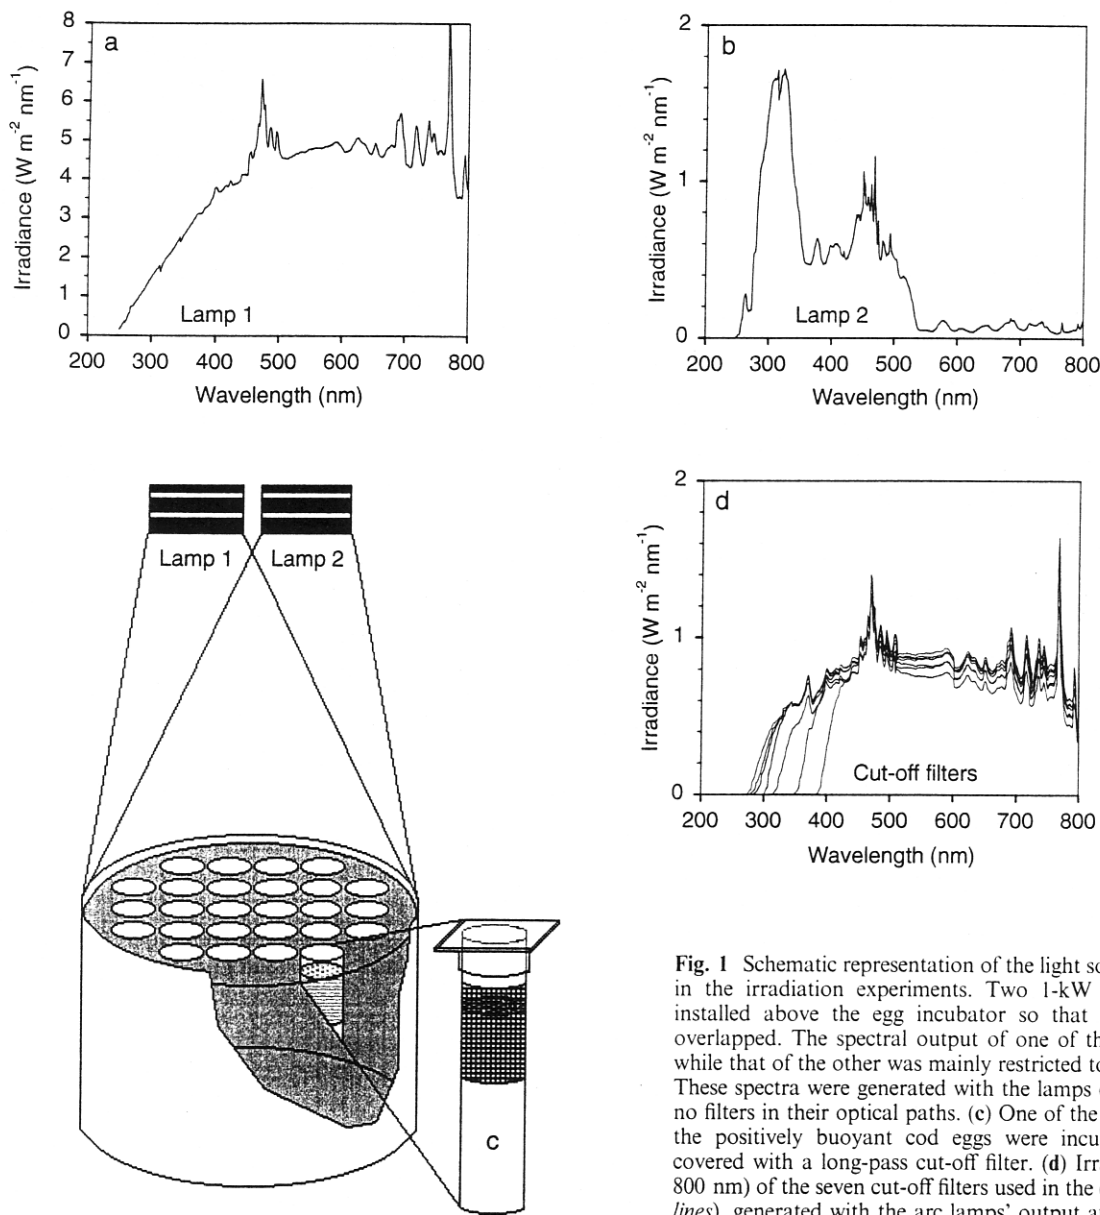 a
8
7
6
5
4
3
2
1
0
Irradiance (W m-2 nm-1)
Lamp 1
200 300 400 500 600 700 800
Wavelength (nm)
b
2
1
0
Irradiance (W m-2 nm-1)
Lamp 2
200 300 400 500 600 700 800
Wavelength (nm)
Lamp 1 Lamp 2
c
d
2
1
0
Irradiance (W m-2 nm-1)
Cut-off filters
200 300 400 500 600 700 800
Wavelength (nm)
Fig. 1 Schematic representation of the light so
in the irradiation experiments. Two 1-kW
installed above the egg incubator so that
overlapped. The spectral output of one of th
while that of the other was mainly restricted to
These spectra were generated with the lamps
no filters in their optical paths. (c) One of the
the positively buoyant cod eggs were incu
covered with a long-pass cut-off filter. (d) Irr
800 nm) of the seven cut-off filters used in the
lines), generated with the arc lamps' output a